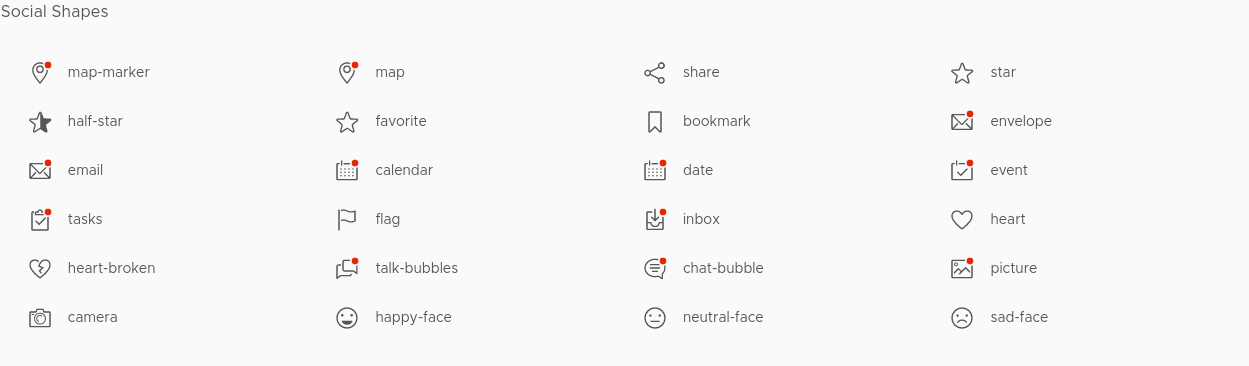 Social Shapes
map-marker map share star
half-star favorite bookmark envelope
email calendar date event
tasks flag inbox heart
heart-broken talk-bubbles chat-bubble picture
camera happy-face neutral-face sad-face